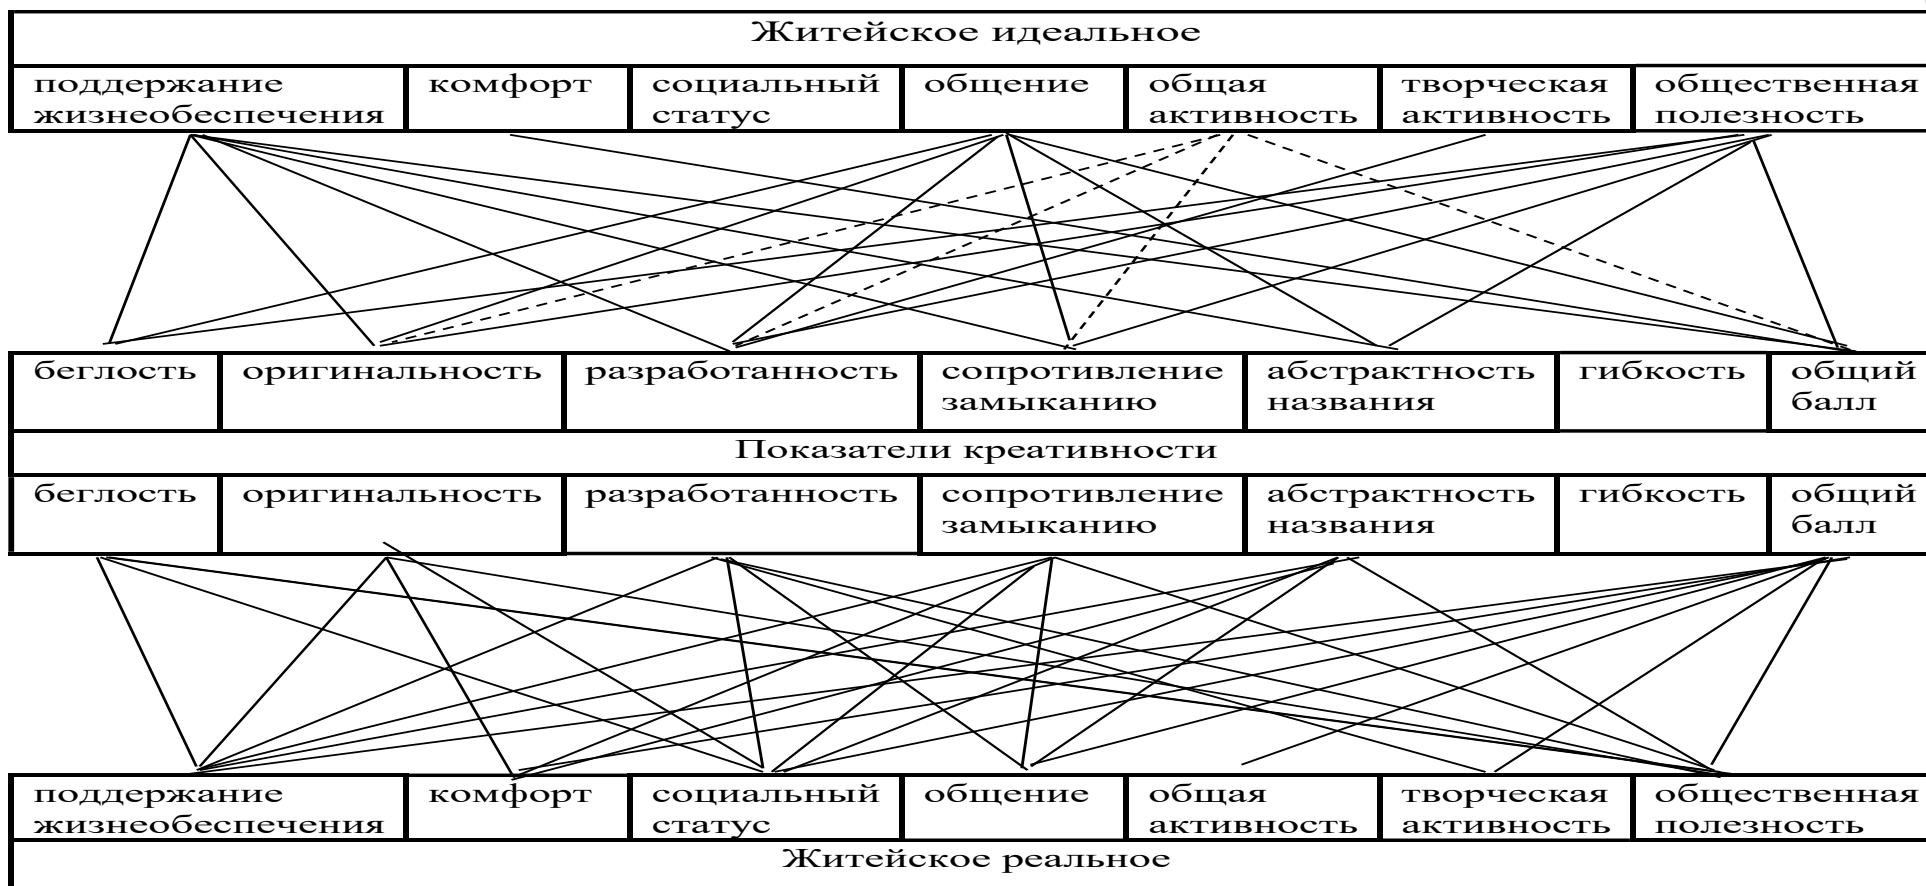 Житейское идеальное
поддержание жизнеобеспечения
комфорт
социальный статус
общение
общая активность
творческая активность
общественная полезность
беглость
оригинальность
разработанность
сопротивление замыканию
абстрактность названия
гибкость
общий балл
Показатели креативности
беглость
оригинальность
разработанность
сопротивление замыканию
абстрактность названия
гибкость
общий балл
поддержание жизнеобеспечения
комфорт
социальный статус
общение
общая активность
творческая активность
общественная полезность
Житейское реальное